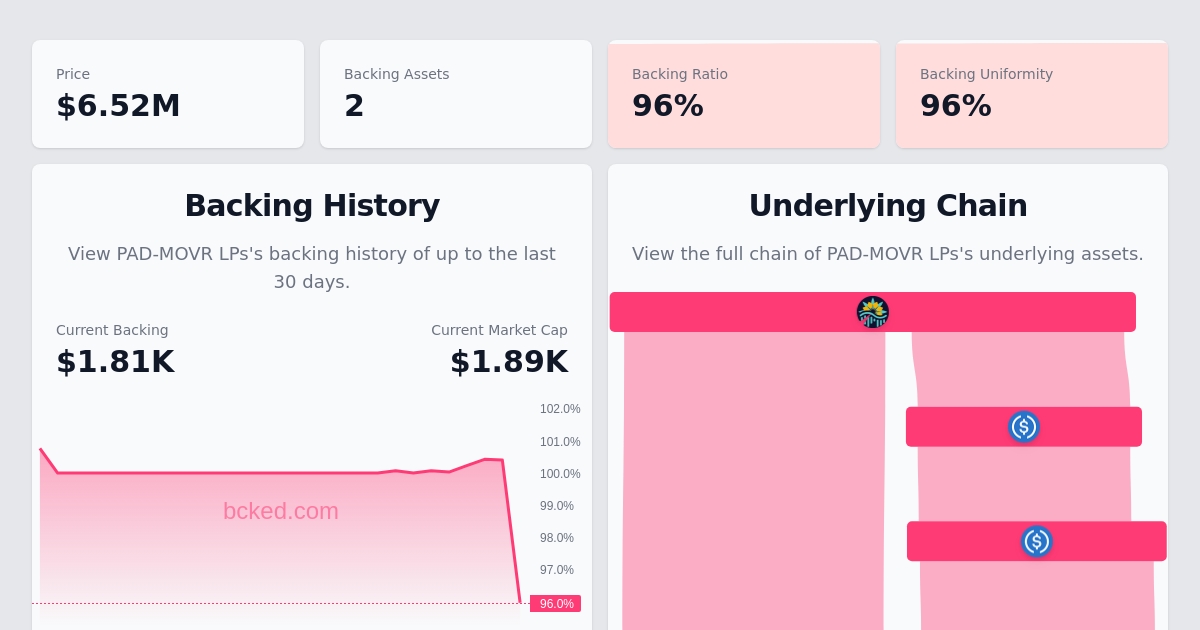 Price
$6.52M
Backing Assets
2
Backing Ratio
96%
Backing Uniformity
96%
Backing History
View PAD-MOVR LPs's backing history of up to the last
30 days.
Current Backing
$1.81K
Current Market Cap
$1.89K
102.0%
101.0%
100.0%
99.0%
98.0%
97.0%
96.0%
bcked.com
Underlying Chain
View the full chain of PAD-MOVR LPs's underlying assets.